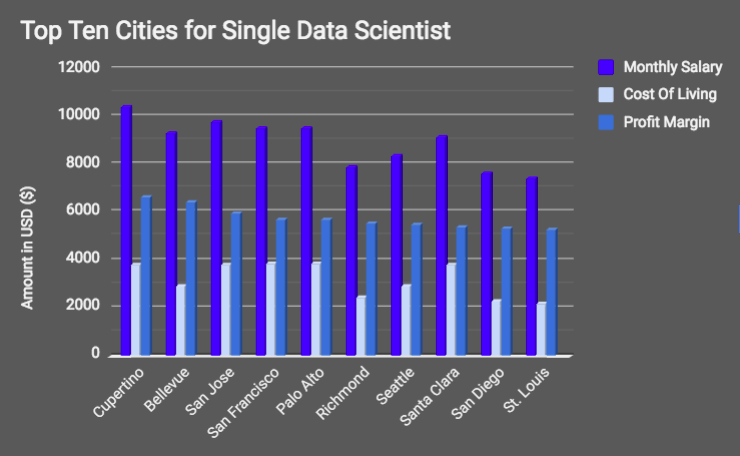 Top Ten Cities for Single Data Scientist
12000
10000
8000
6000
4000
2000
0
Amount in USD ($)
Cupertino
Bellevue
San Jose
San Francisco
Palo Alto
Richmond
Seattle
Santa Clara
San Diego
St. Louis
Monthly Salary
Cost Of Living
Profit Margin